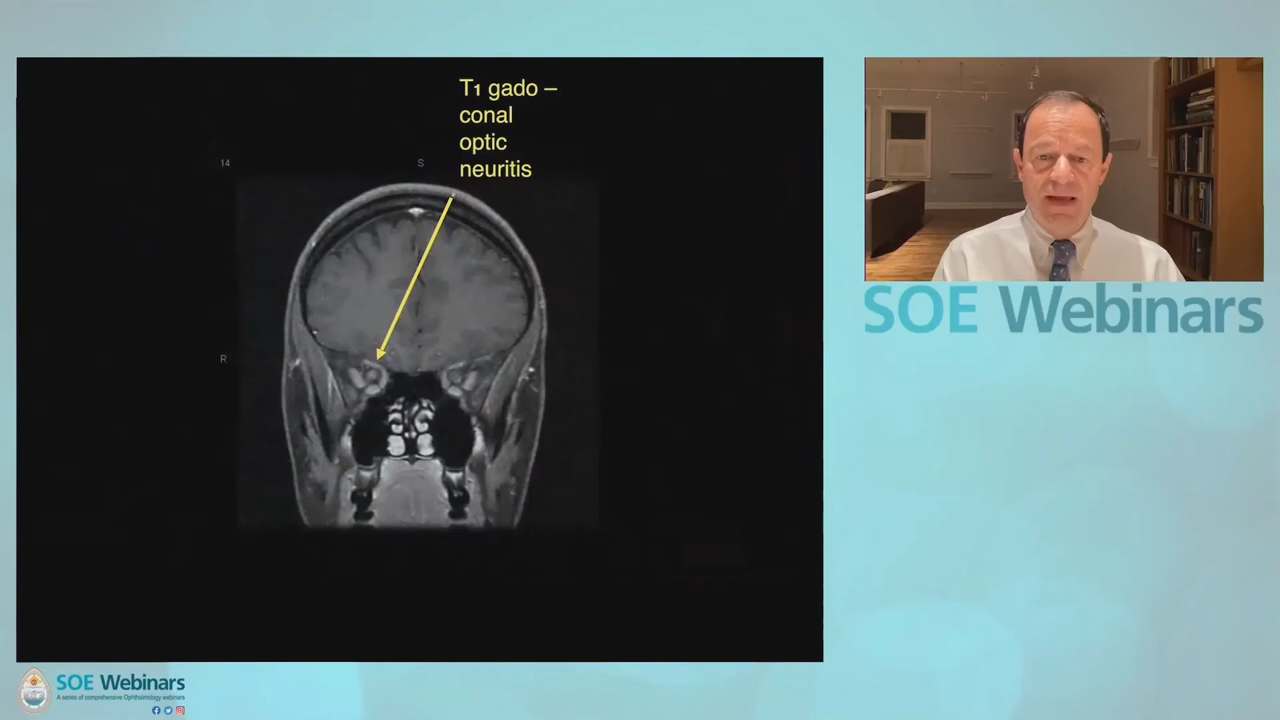 T1 gado –
conal
optic
neuritis
14
S
R
SOE Webinars
SOE Webinars
A series of comprehensive Ophthalmology webinars